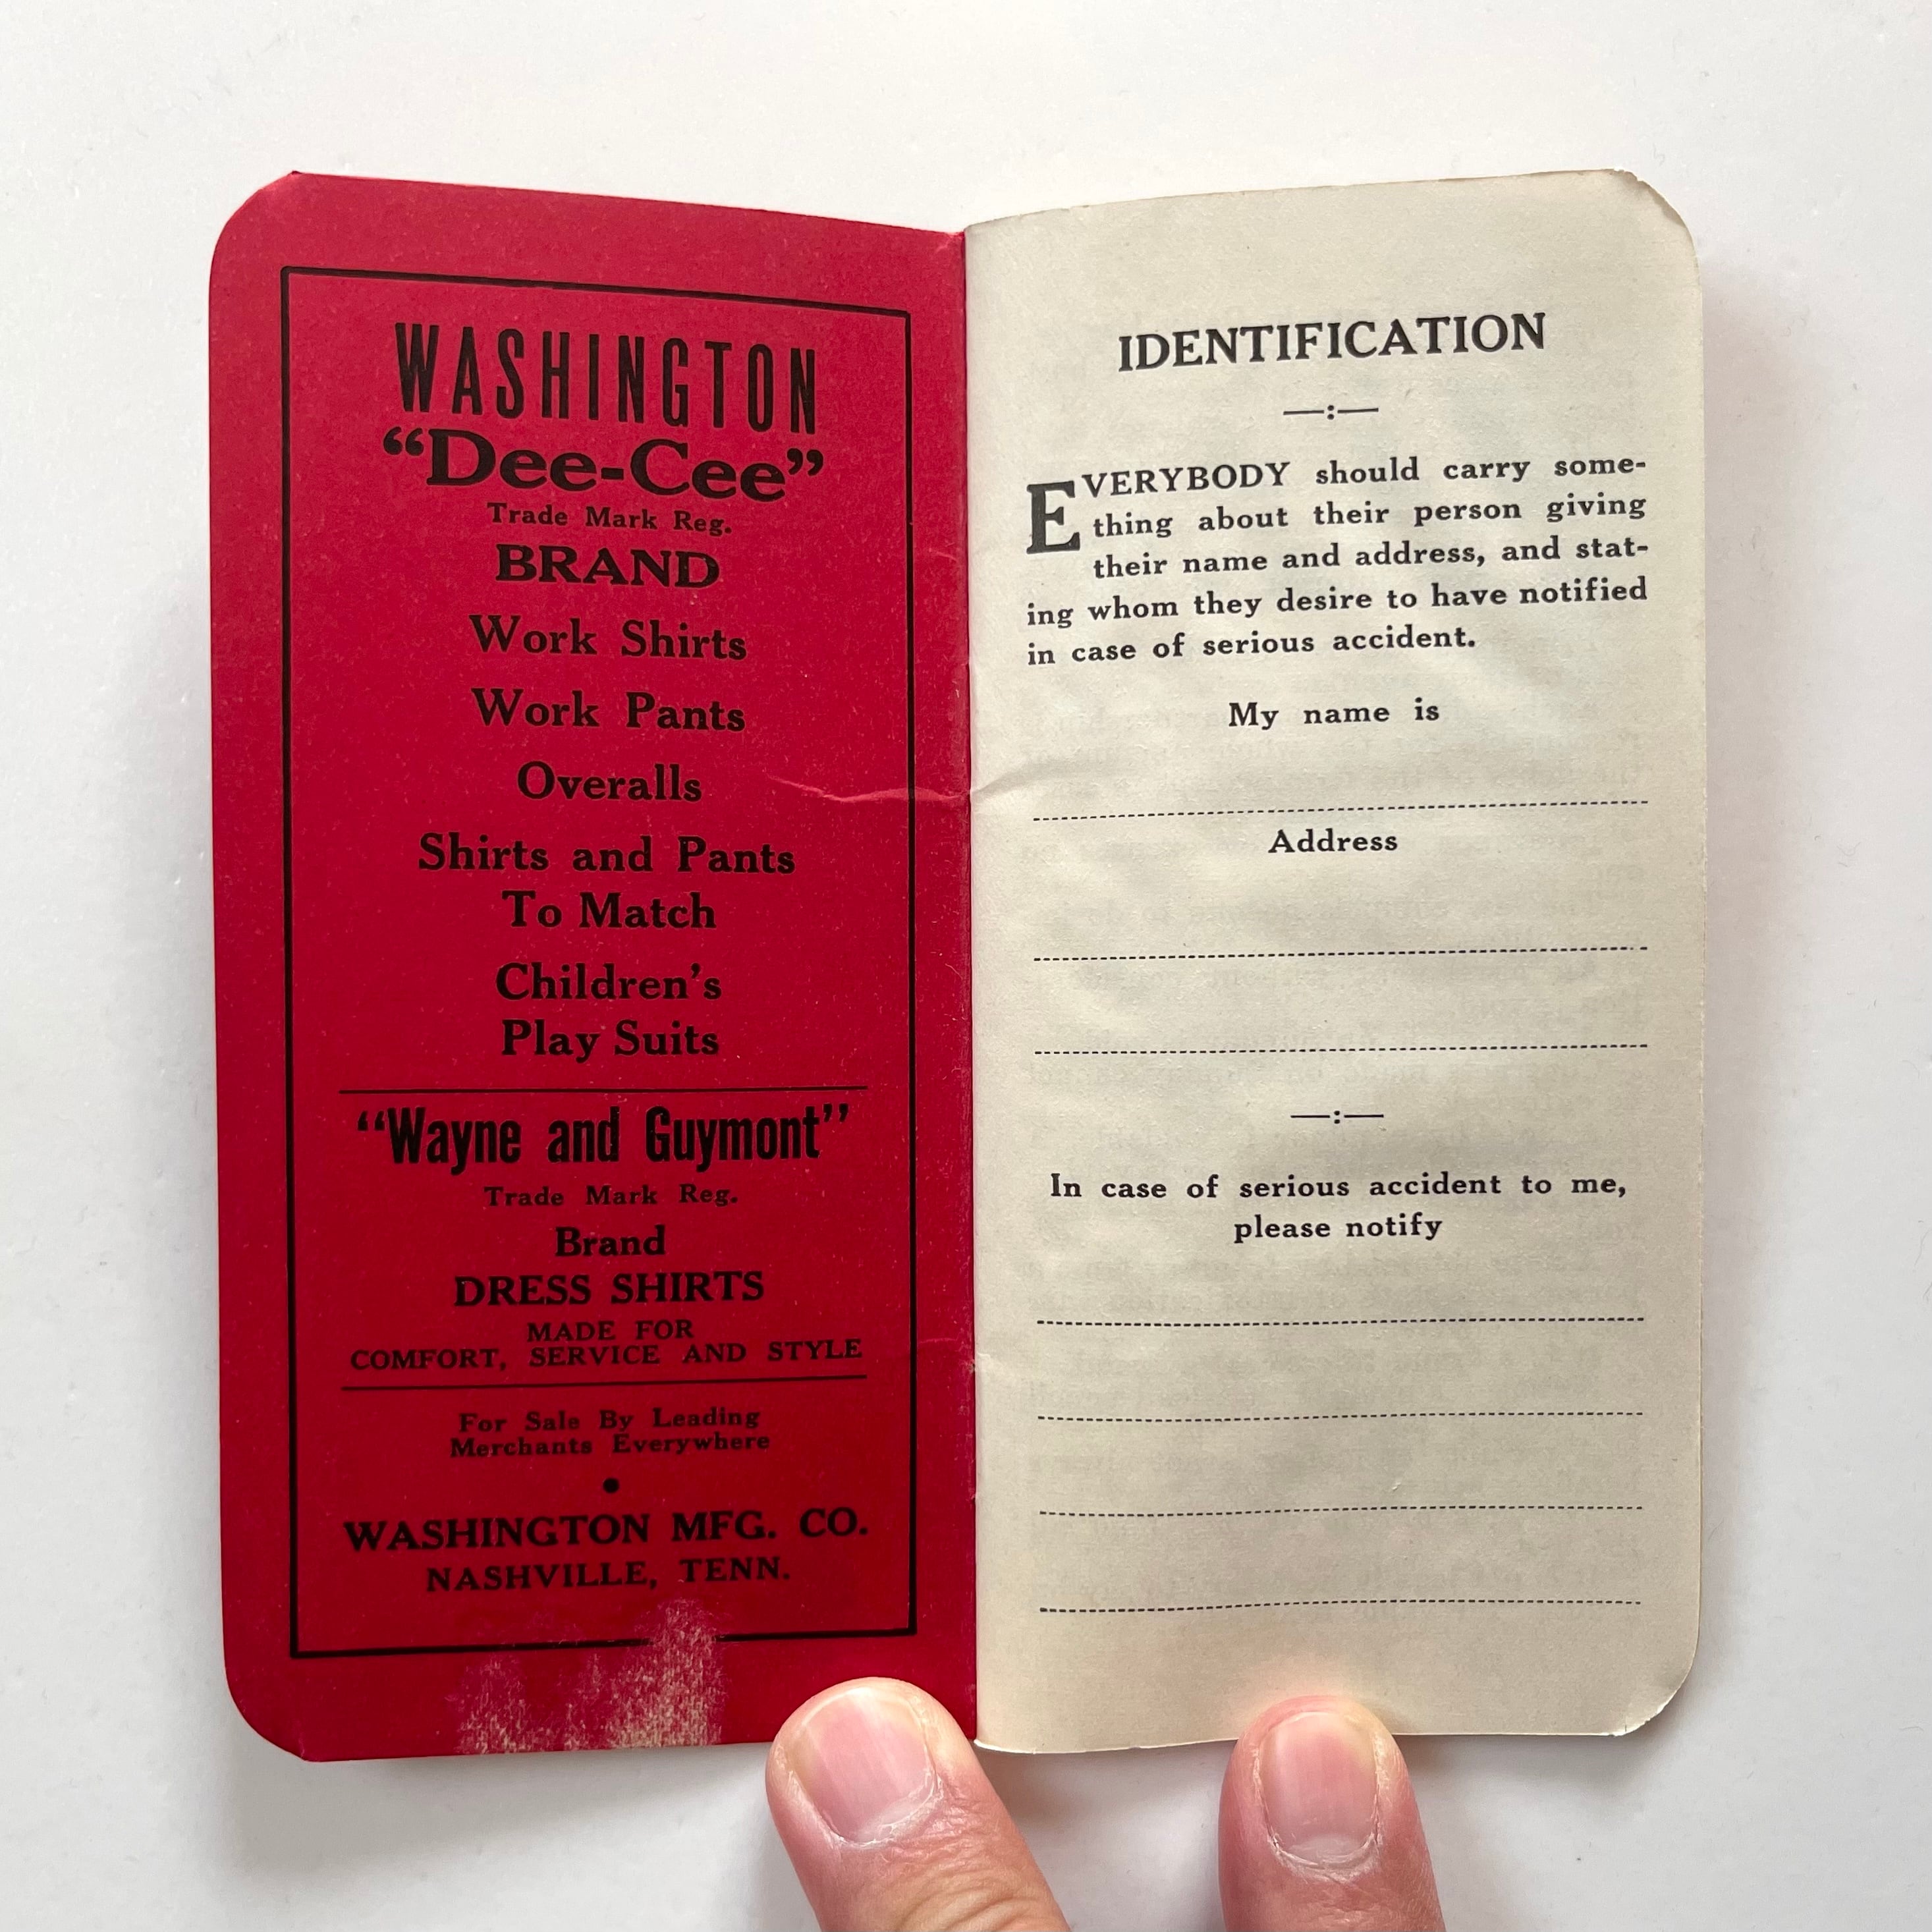 WASHINGTON
“Dee-Cee”
Trade Mark Reg.
BRAND
Work Shirts
Work Pants
Overalls
Shirts and Pants
To Match
Children's
Play Suits
“Wayne and Guymont”
Trade Mark Reg.
Brand
DRESS SHIRTS
MADE FOR
COMFORT, SERVICE AND STYLE
For Sale By Leading
Merchants Everywhere
WASHINGTON MFG. CO.
NASHVILLE, TENN.
IDENTIFICATION
EVERYBODY should carry some-
thing about their person giving
their name and address, and stat-
ing whom they desire to have notified
in case of serious accident.
My name is
Address
In case of serious accident to me,
please notify